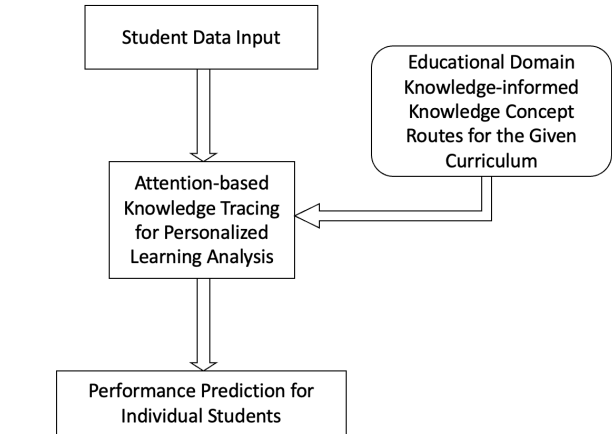 Student Data Input
Educational Domain
Knowledge-informed
Knowledge Concept
Routes for the Given
Curriculum
Attention-based
Knowledge Tracing
for Personalized
Learning Analysis
Performance Prediction for
Individual Students